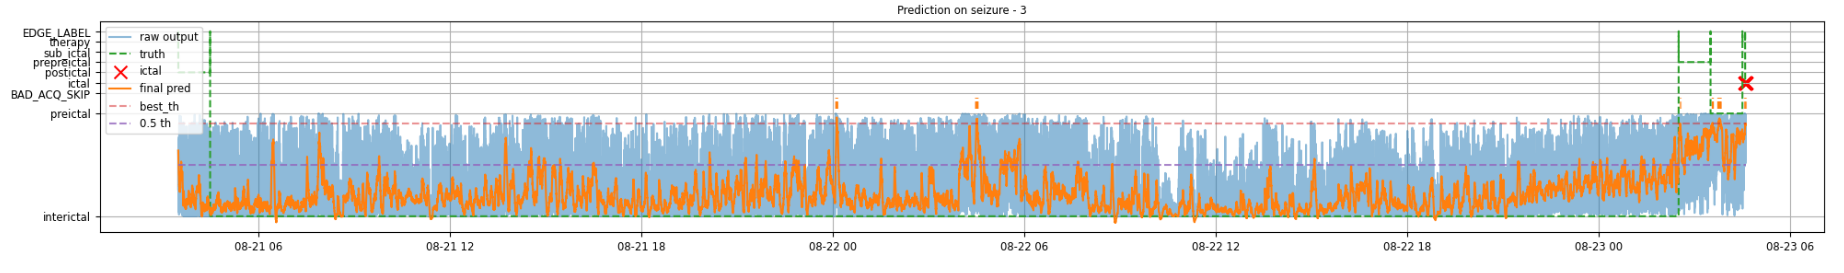 Prediction on seizure - 3
EDGE_LABEL
therapy
sub_ictal
prepreictal
postictal
ictal
BAD_ACQ_SKIP
preictal
interictal
raw output
truth
ictal
final pred
best_th
0.5 th
08-21 06
08-21 12
08-21 18
08-22 00
08-22 06
08-22 12
08-22 18
08-23 00
08-23 06